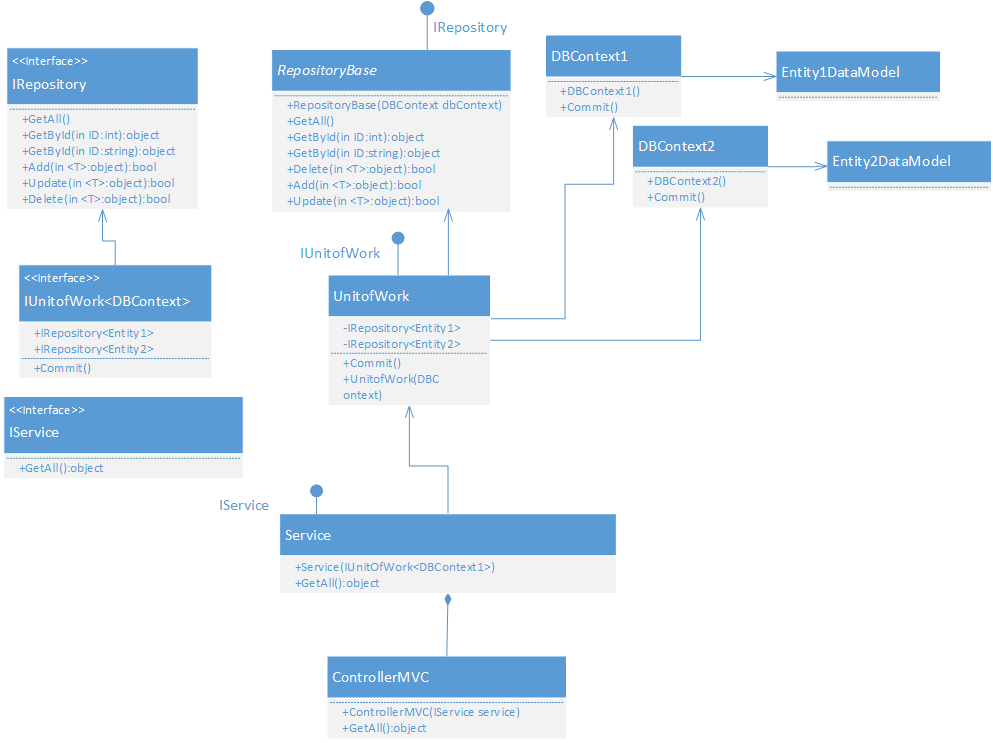 IRepository
<<Interface>>
IRepository
+GetAll()
+GetById(in ID:int):object
+GetById(in ID:string):object
+Add(in <T>:object):bool
+Update(in <T>:object):bool
+Delete(in <T>:object):bool
RepositoryBase
+RepositoryBase(DBContext dbContext)
+GetAll()
+GetById(in ID:int):object
+GetById(in ID:string):object
+Delete(in <T>:object):bool
+Add(in <T>:object):bool
+Update(in <T>:object):bool
DBContext1
+DBContext1()
+Commit()
Entity1DataModel
DBContext2
+DBContext2()
+Commit()
Entity2DataModel
<<Interface>>
IUnitofWork<DBContext>
+IRepository<Entity1>
+IRepository<Entity2>
+Commit()
IUnitofWork
UnitofWork
-IRepository<Entity1>
-IRepository<Entity2>
+Commit()
+UnitofWork(DBC
ontext)
<<Interface>>
IService
+GetAll():object
IService
Service
+Service(IUnitOfWork<DBContext1>)
+GetAll():object
ControllerMVC
+ControllerMVC(IService service)
+GetAll():object